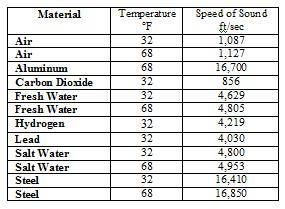 Material Temperature °F Speed of Sound ft/sec
Air 32 1,087
Air 68 1,127
Aluminum 68 16,700
Carbon Dioxide 32 856
Fresh Water 32 4,629
Fresh Water 68 4,805
Hydrogen 32 4,219
Lead 32 4,030
Salt Water 32 4,800
Salt Water 68 4,953
Steel 32 16,410
Steel 68 16,850